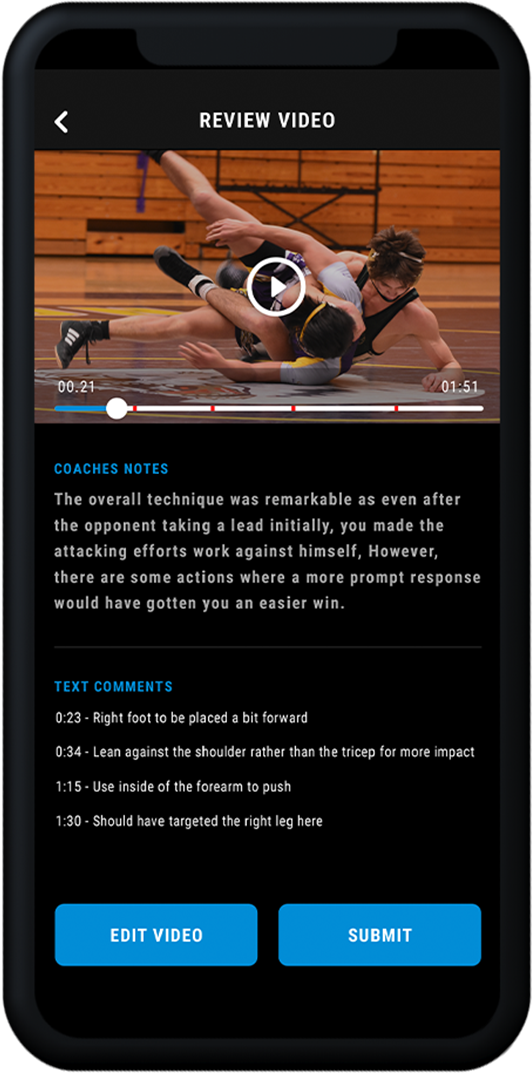 REVIEW VIDEO
00.21
01:51
COACHES NOTES
The overall technique was remarkable as even after
the opponent taking a lead initially, you made the
attacking efforts work against himself, However,
there are some actions where a more prompt response
would have gotten you an easier win.
TEXT COMMENTS
0:23 - Right foot to be placed a bit forward
0:34 - Lean against the shoulder rather than the tricep for more impact
1:15 - Use inside of the forearm to push
1:30 - Should have targeted the right leg here
EDIT VIDEO
SUBMIT